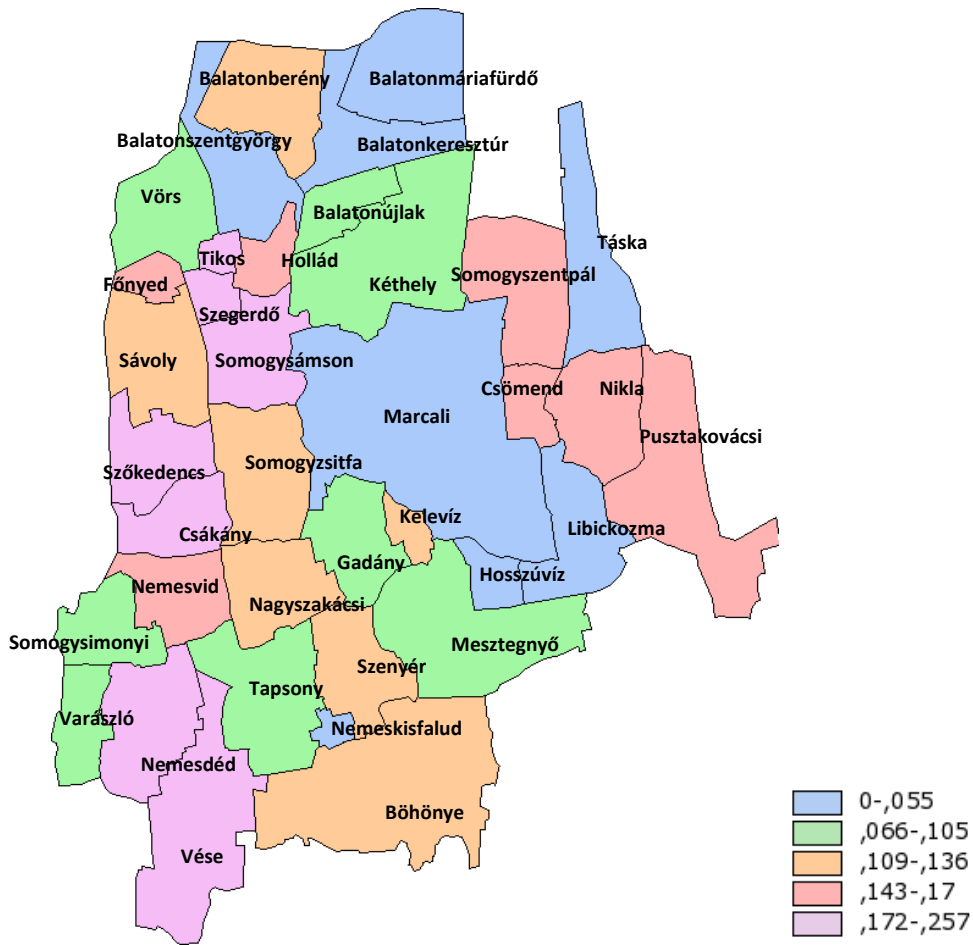 Balatonberény
Balatonmáriafürdő
Balatonszentgyörgy
Balatonkeresztúr
Vörs
Balatonújlak
Táska
Tikos
Hollád
Somogyszentpál
Főnyed
Kéthely
Szegerdő
Sávoly
Somogysámson
Csömend
Nikla
Marcali
Pusztakovácsi
Szőkedencs
Somogyzsitfa
Kelevíz
Csákány
Libickozma
Gadány
Hosszúvíz
Nemesvid
Nagyszakácsi
Somogysimonyi
Mesztegnyő
Szenyér
Tapsony
Varászló
Nemeskisfalud
Nemesdéd
Böhönye
Vése
0-,055
,066-,105
,109-,136
,143-,17
,172-,257